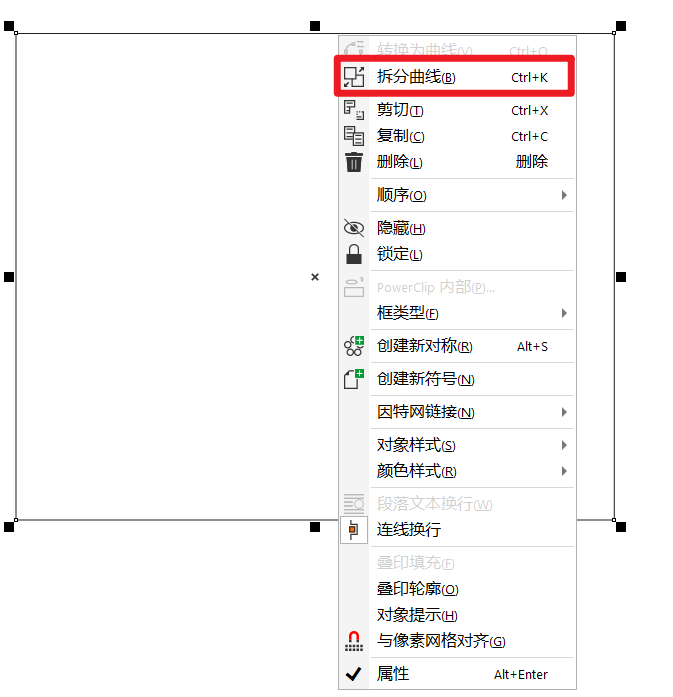 转换为曲线(V) Ctrl+Q
拆分曲线(B) Ctrl+K
剪切(T) Ctrl+X
复制(C) Ctrl+C
删除(L) 删除
顺序(O)
隐藏(H)
锁定(L)
PowerClip 内部(P)...
框类型(F)
创建新对称(R) Alt+S
创建新符号(N)
因特网链接(N)
对象样式(S)
颜色样式(R)
段落文本换行(W)
连线换行
叠印填充(F)
叠印轮廓(O)
对象提示(H)
与像素网格对齐(G)
属性 Alt+Enter